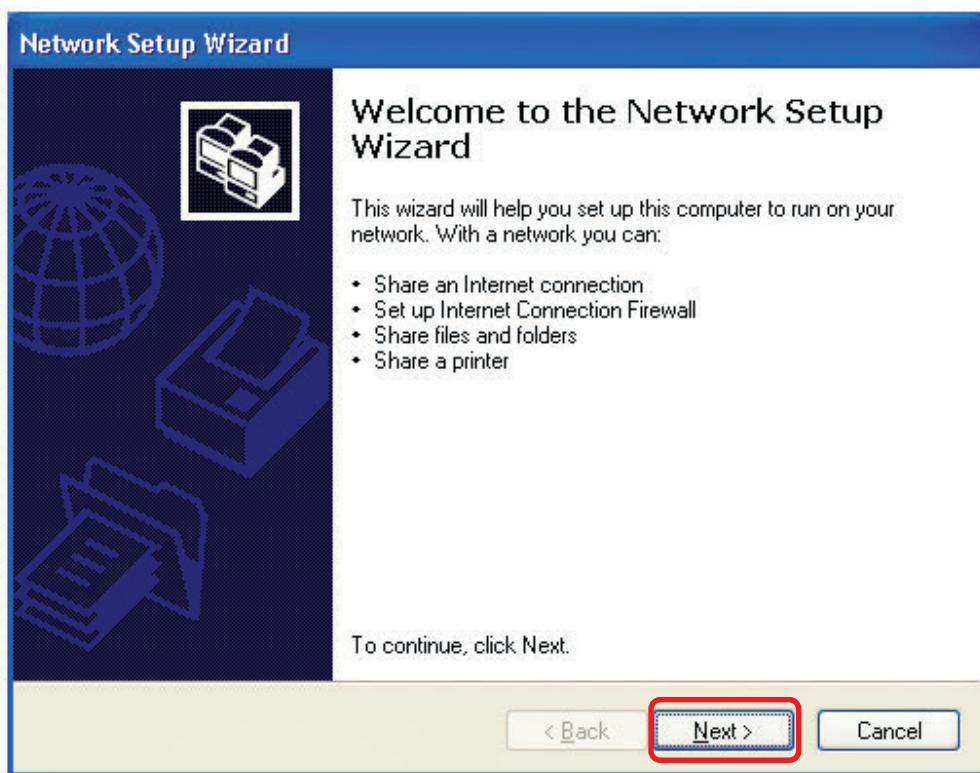 Network Setup Wizard
Welcome to the Network Setup
Wizard
This wizard will help you set up this computer to run on your
network. With a network you can:
• Share an Internet connection
• Set up Internet Connection Firewall
• Share files and folders
• Share a printer
To continue, click Next.
< Back Next > Cancel